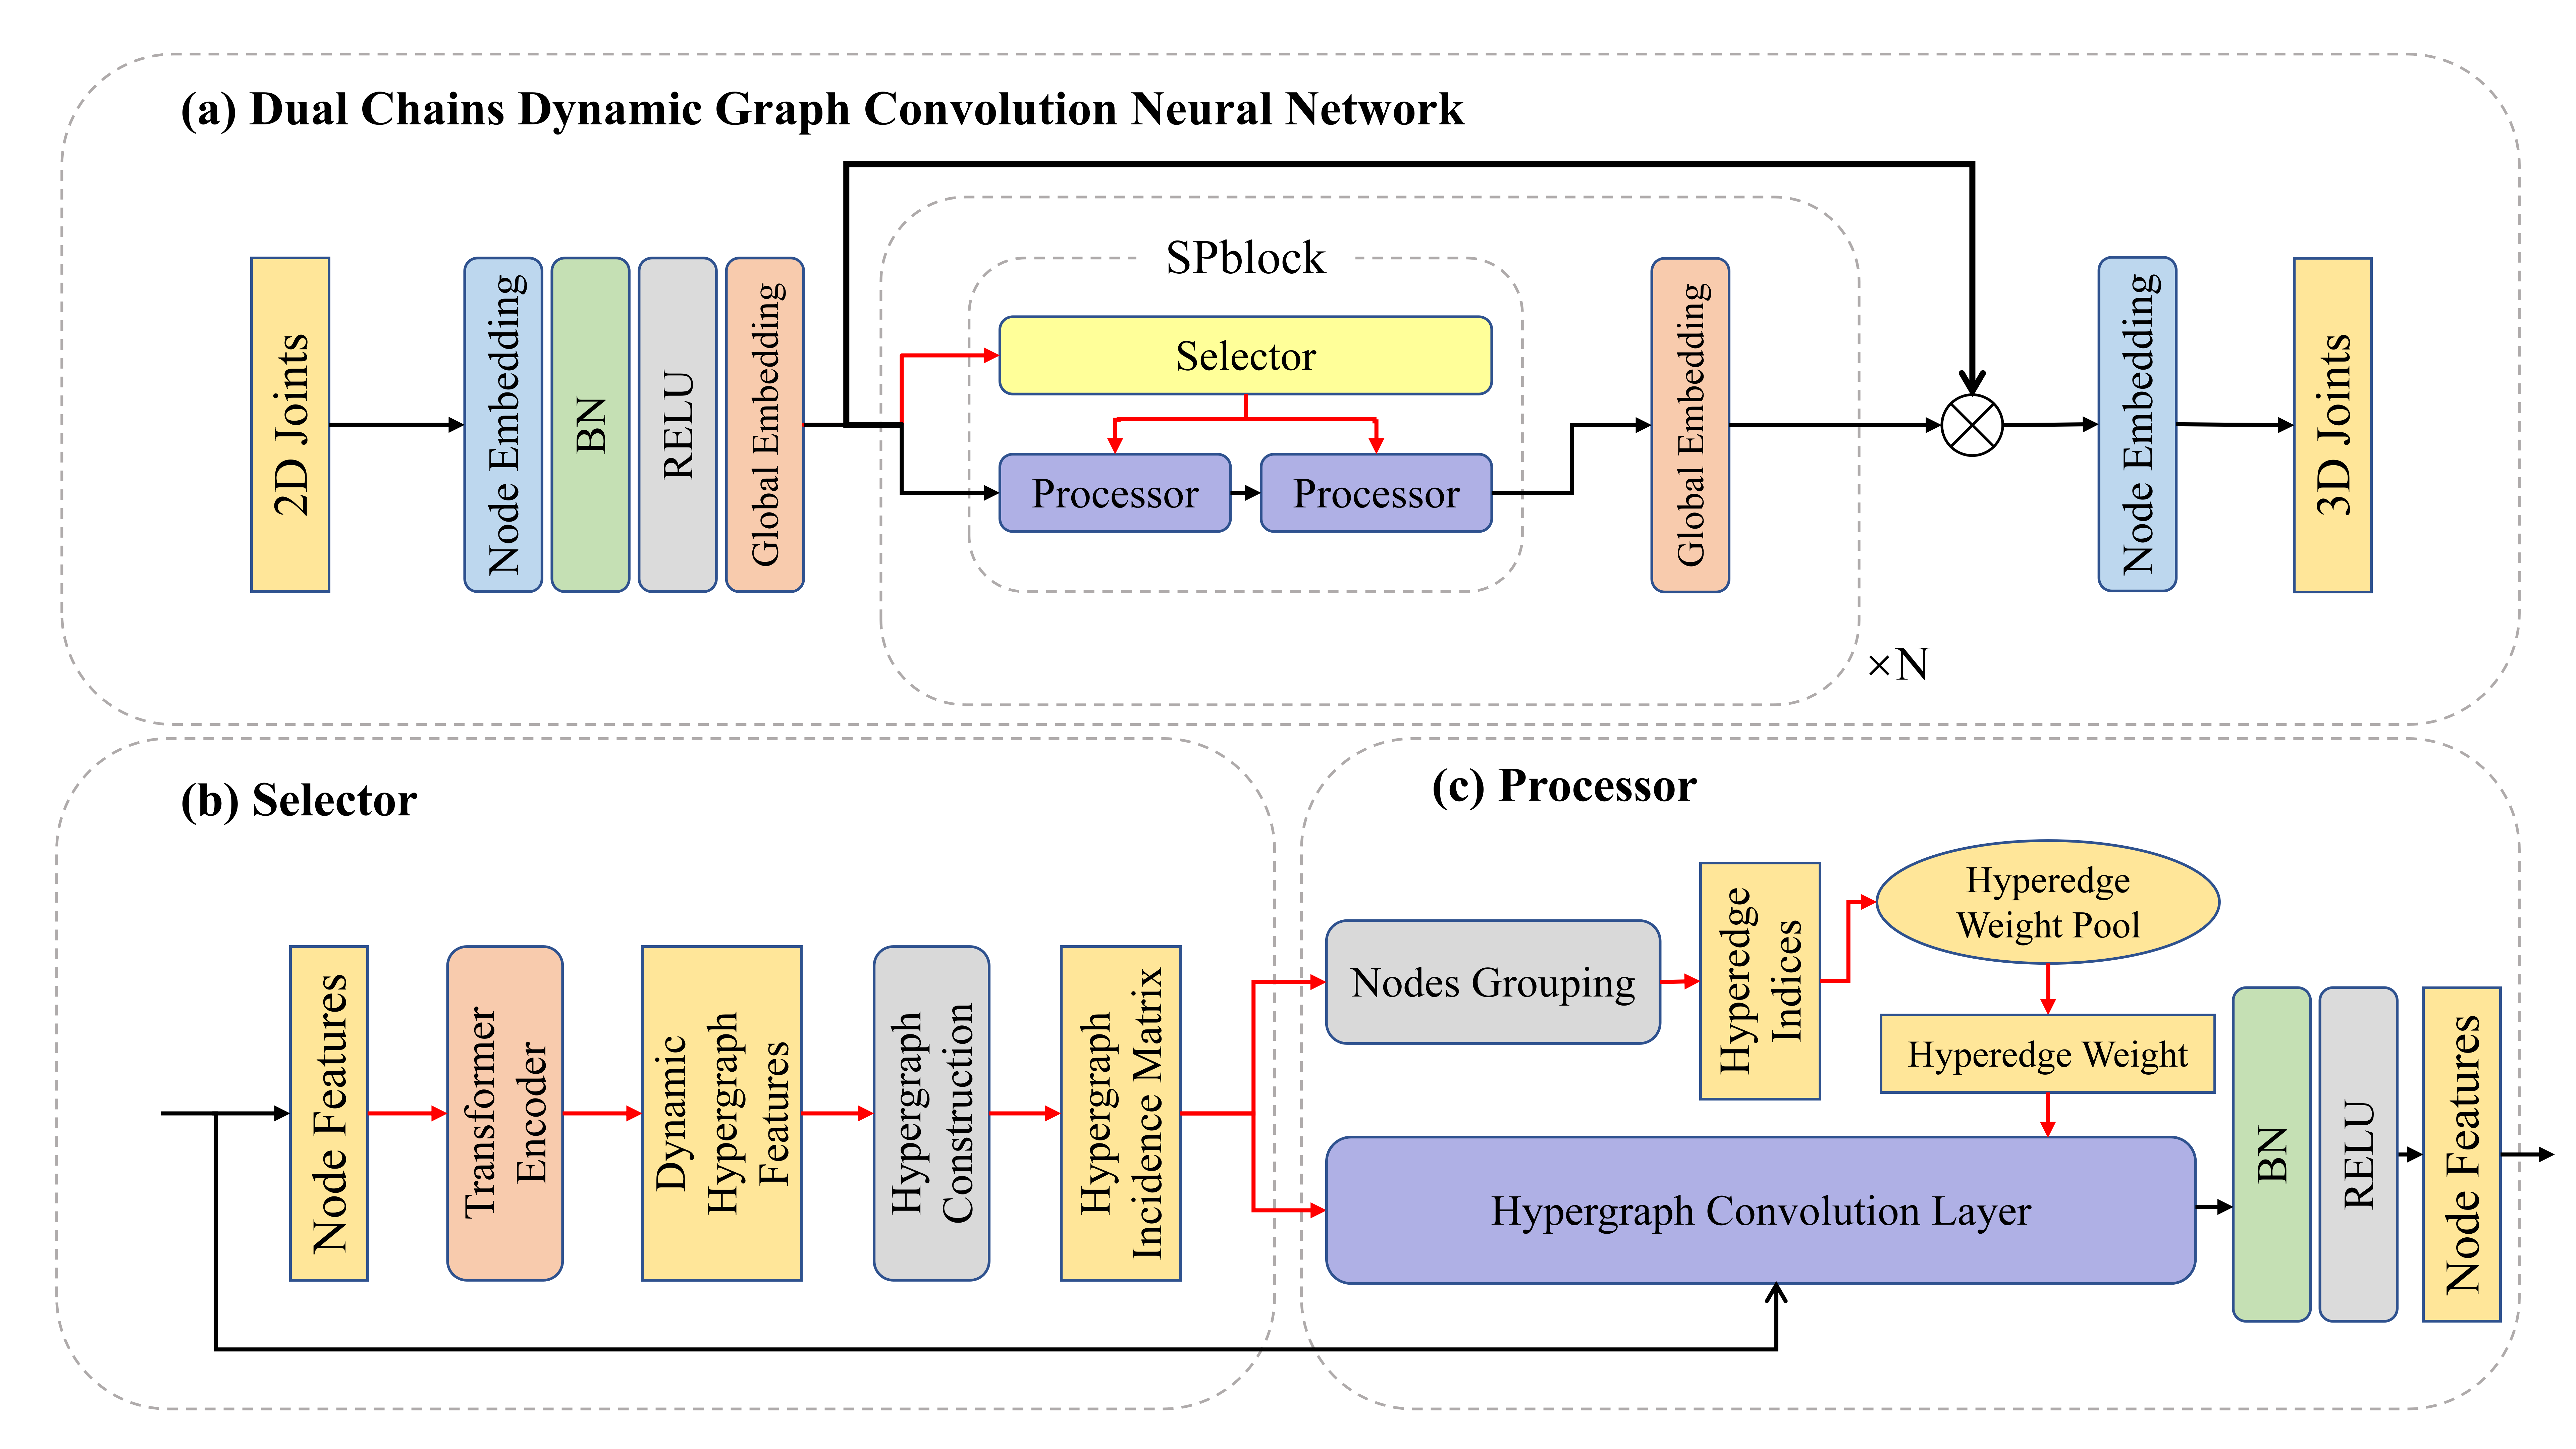 (a) Dual Chains Dynamic Graph Convolution Neural Network
2D Joints
Node Embedding
BN
RELU
Global Embedding
SPblock
Selector
Processor
Processor
Global Embedding
×N
Node Embedding
3D Joints
(b) Selector
Node Features
Transformer
Encoder
Dynamic
Hypergraph
Features
Hypergraph
Construction
Hypergraph
Incidence Matrix
(c) Processor
Nodes Grouping
Hyperedge
Indices
Hyperedge
Weight Pool
Hyperedge Weight
Hypergraph Convolution Layer
BN
RELU
Node Features